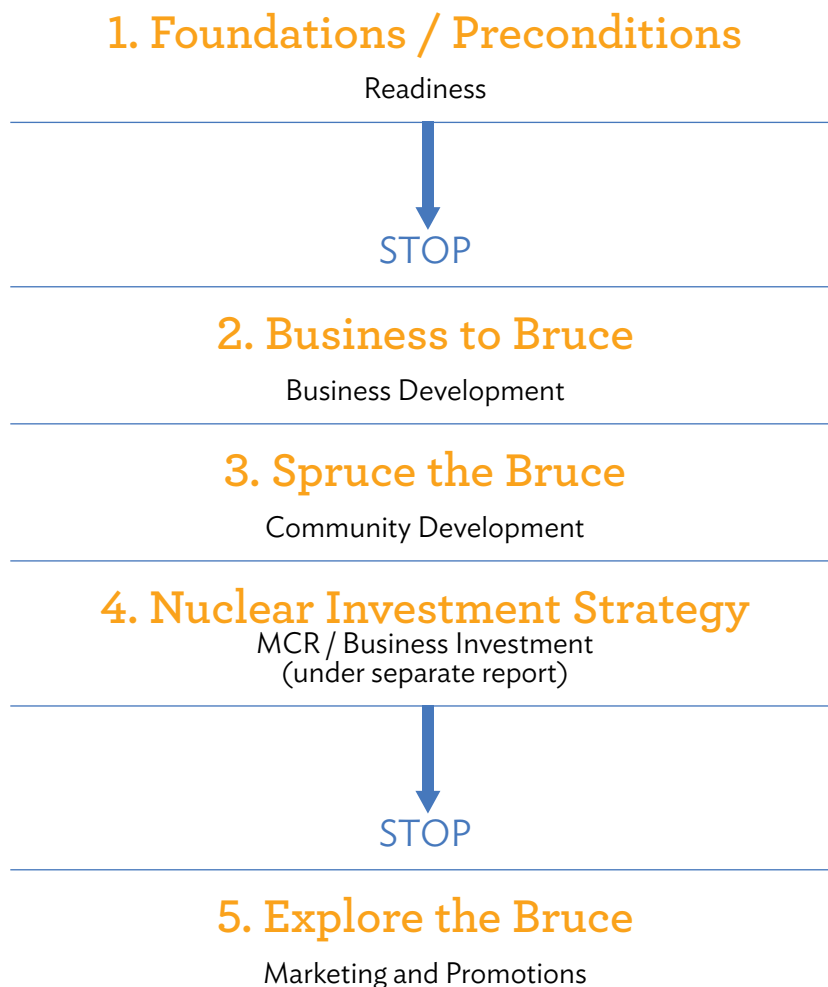 1. Foundations / Preconditions
Readiness
STOP
2. Business to Bruce
Business Development
3. Spruce the Bruce
Community Development
4. Nuclear Investment Strategy
MCR / Business Investment
(under separate report)
STOP
5. Explore the Bruce
Marketing and Promotions